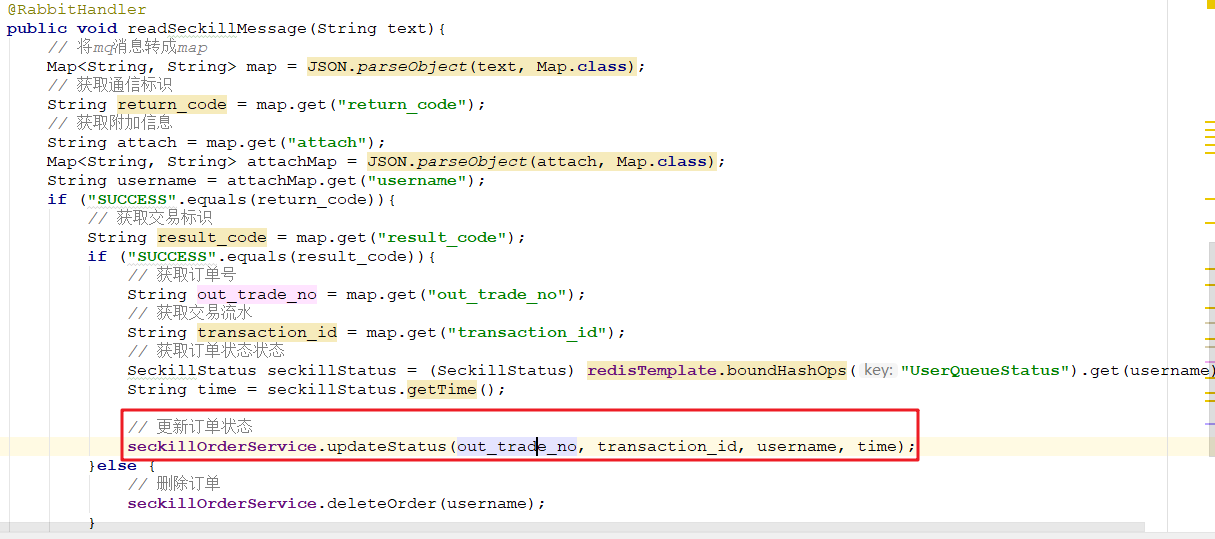 @RabbitHandler
public void readSeckillMessage(String text){
// 将mq消息转成map
Map<String, String> map = JSON.parseObject(text, Map.class);
// 获取通信标识
String return_code = map.get("return_code");
// 获取附加信息
String attach = map.get("attach");
Map<String, String> attachMap = JSON.parseObject(attach, Map.class);
String username = attachMap.get("username");
if ("SUCCESS".equals(return_code)){
// 获取交易标识
String result_code = map.get("result_code");
if ("SUCCESS".equals(result_code)){
// 获取订单号
String out_trade_no = map.get("out_trade_no");
// 获取交易流水
String transaction_id = map.get("transaction_id");
// 获取订单状态状态
SeckillStatus seckillStatus = (SeckillStatus) redisTemplate.boundHashOps( key: "UserQueueStatus").get(username)
String time = seckillStatus.getTime();
// 更新订单状态
seckillOrderService.updateStatus(out_trade_no, transaction_id, username, time);
}else {
// 删除订单
seckillOrderService.deleteOrder(username);
}